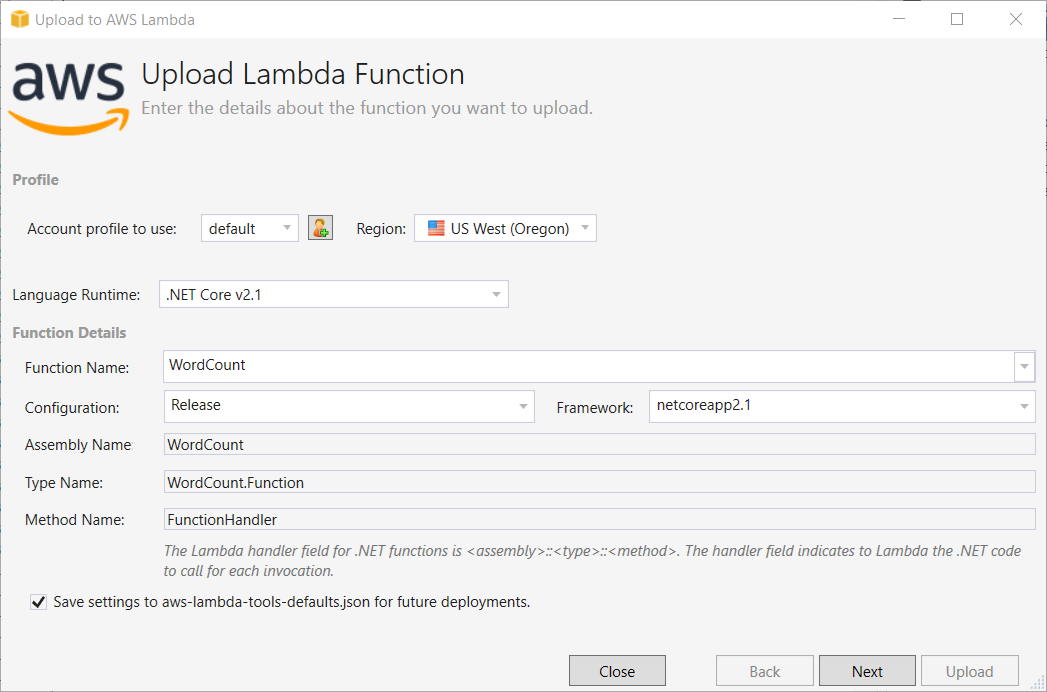 Upload to AWS Lambda
aws
Upload Lambda Function
Enter the details about the function you want to upload.
Profile
Account profile to use: default Region: US West (Oregon)
Language Runtime: .NET Core v2.1
Function Details
Function Name: WordCount
Configuration: Release Framework: netcoreapp2.1
Assembly Name WordCount
Type Name: WordCount.Function
Method Name: FunctionHandler
The Lambda handler field for .NET functions is <assembly>::<type>::<method>. The handler field indicates to Lambda the .NET code
to call for each invocation.
Save settings to aws-lambda-tools-defaults.json for future deployments.
Close Back Next Upload